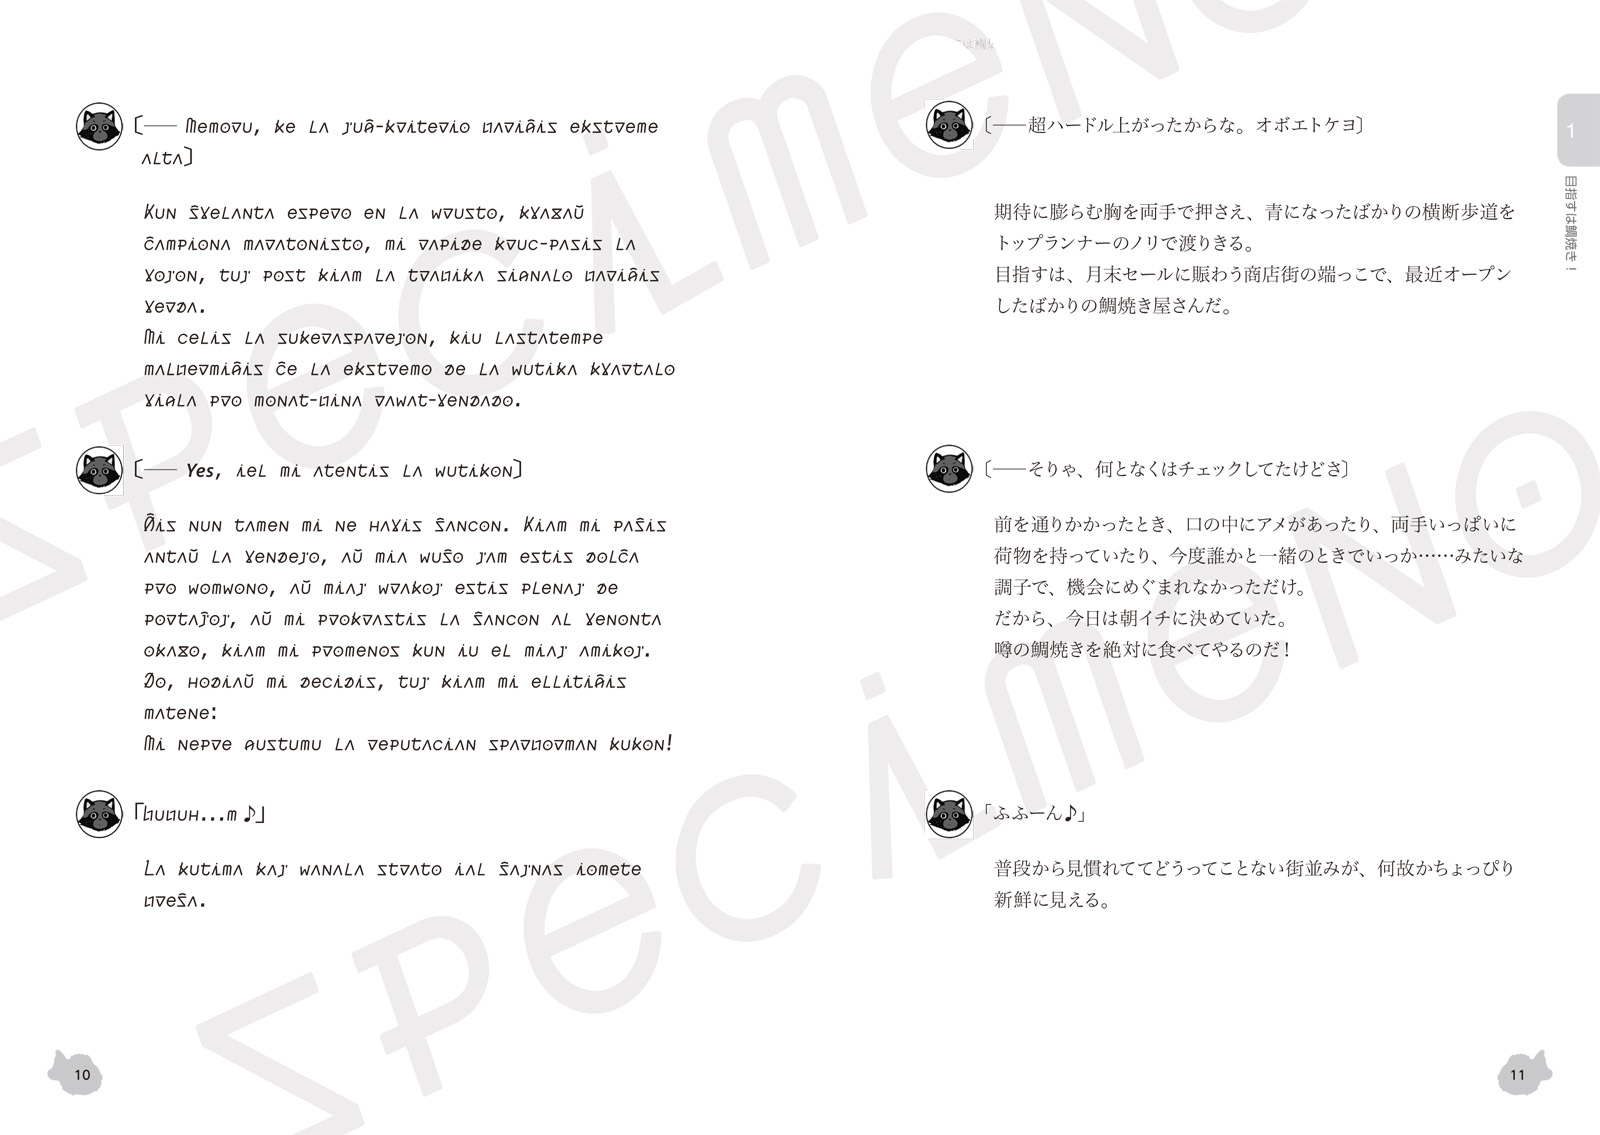 〔── Memoru, ke la juĝ-kriterio fariĝis ekstreme
alta〕
Kun ŝvelanta espero en la brusto, kvazaŭ
ĉampiona maratonisto, mi rapide kruc-pasis la
vojon, tuj post kiam la trafika signalo fariĝis
verda.
Mi celis la sukerasparejon, kiu lastatempe
malfermiĝis ĉe la ekstremo de la butika kvartalo
vigla pro monat-fina rabat-vendado.
〔── Yes, iel mi atentis la butikon〕
Ĝis nun tamen mi ne havis ŝancon. Kiam mi paŝis
antaŭ la vendejo, aŭ mia buŝo jam estis dolĉa
pro bombono, aŭ miaj brakoj estis plenaj de
portaĵoj, aŭ mi prokrastis la ŝancon al venonta
okazo, kiam mi promenos kun iu el miaj amikoj.
Do, hodiaŭ mi decidis, tuj kiam mi ellitiĝis
matene:
Mi nepre gustumu la reputacian sparforman kukon!
「Fufuh...m♪」
La kutima kaj banala strato ial ŝajnas iomete
freŝa.
10
〔──超ハードル上がったからな。オボエトケヨ〕
期待に膨らむ胸を両手で押さえ、青になったばかりの横断歩道を
トップランナーのノリで渡りきる。
目指すは、月末セールに賑わう商店街の端っこで、最近オープン
したばかりの鯛焼き屋さんだ。
〔──そりゃ、何となくはチェックしてたけどさ〕
前を通りかかったとき、口の中にアメがあったり、両手いっぱいに
荷物を持っていたり、今度誰かと一緒のときでいっか……みたいな
調子で、機会にめぐまれなかっただけ。
だから、今日は朝イチに決めていた。
噂の鯛焼きを絶対に食べてやるのだ!
「ふふーん♪」
普段から見慣れててどうってことない街並みが、何故かちょっぴり
新鮮に見える。
1
目指すは鯛焼き!
11
Specimeno
Specimeno